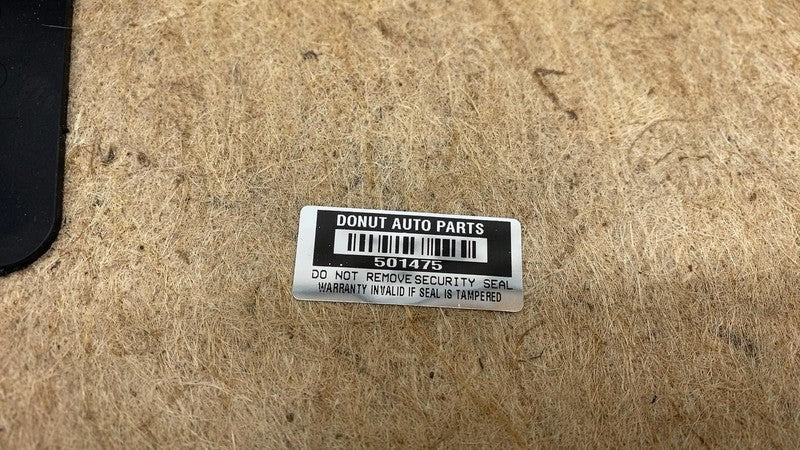 DONUT AUTO PARTS
501475
DO NOT REMOVE SECURITY SEAL
WARRANTY INVALID IF SEAL IS TAMPERED